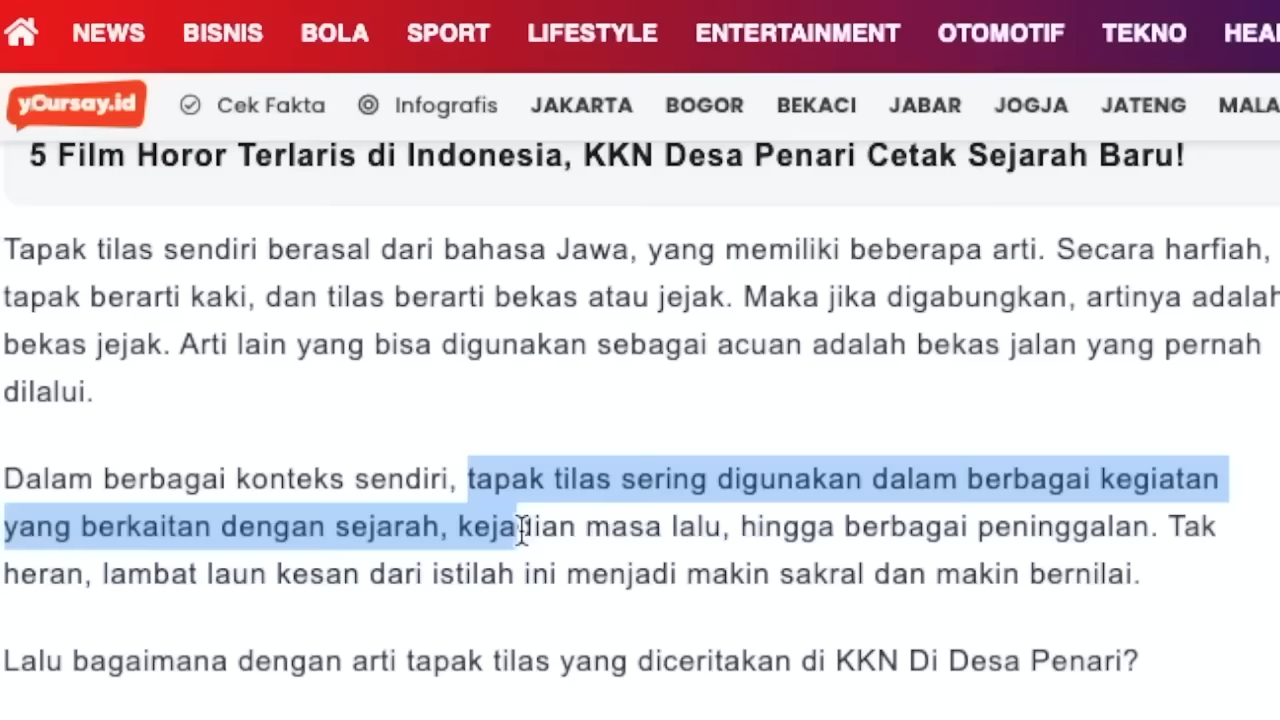 NEWS BISNIS BOLA SPORT LIFESTYLE ENTERTAINMENT OTOMOTIF TEKNO
yoursay.id Cek Fakta Infografis JAKARTA BOGOR BEKACI JABAR JOGJA JATENG
5 Film Horor Terlaris di Indonesia, KKN Desa Penari Cetak Sejarah Baru!
Tapak tilas sendiri berasal dari bahasa Jawa, yang memiliki beberapa arti. Secara harfiah,
tapak berarti kaki, dan tilas berarti bekas atau jejak. Maka jika digabungkan, artinya adalah
bekas jejak. Arti lain yang bisa digunakan sebagai acuan adalah bekas jalan yang pernah
dilalui.
Dalam berbagai konteks sendiri, tapak tilas sering digunakan dalam berbagai kegiatan
yang berkaitan dengan sejarah, kejadian masa lalu, hingga berbagai peninggalan. Tak
heran, lambat laun kesan dari istilah ini menjadi makin sakral dan makin bernilai.
Lalu bagaimana dengan arti tapak tilas yang diceritakan di KKN Di Desa Penari?